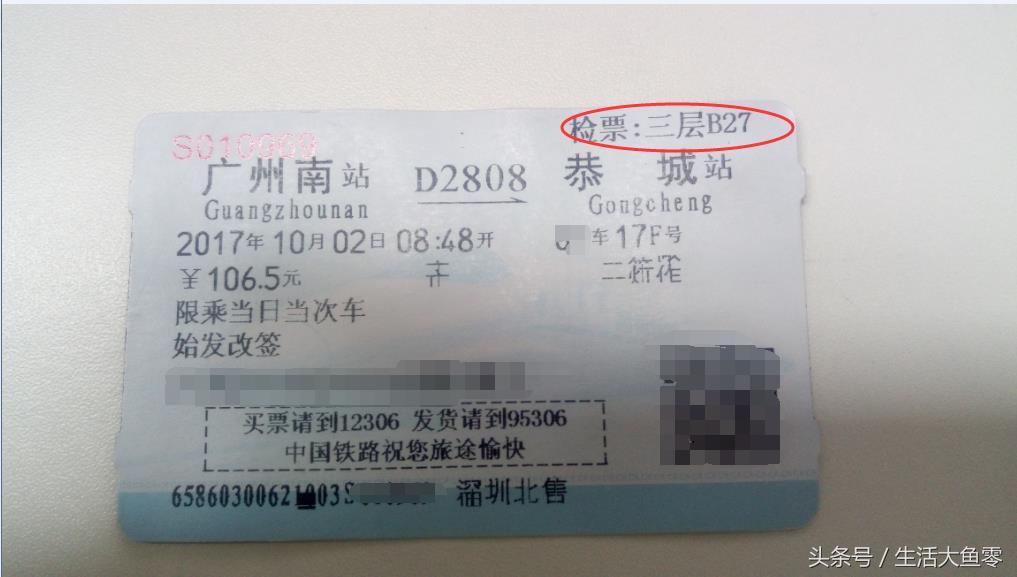 检票:三层B27
S010969
广州南站 D2808 恭城站
Guangzhounan Gongcheng
2017年10月02日08:48开 车17F号
￥106.5元
限乘当日当次车
始发改签
买票请到12306 发货请到95306
中国铁路祝您旅途愉快
深圳北售
头条号 / 生活大鱼零